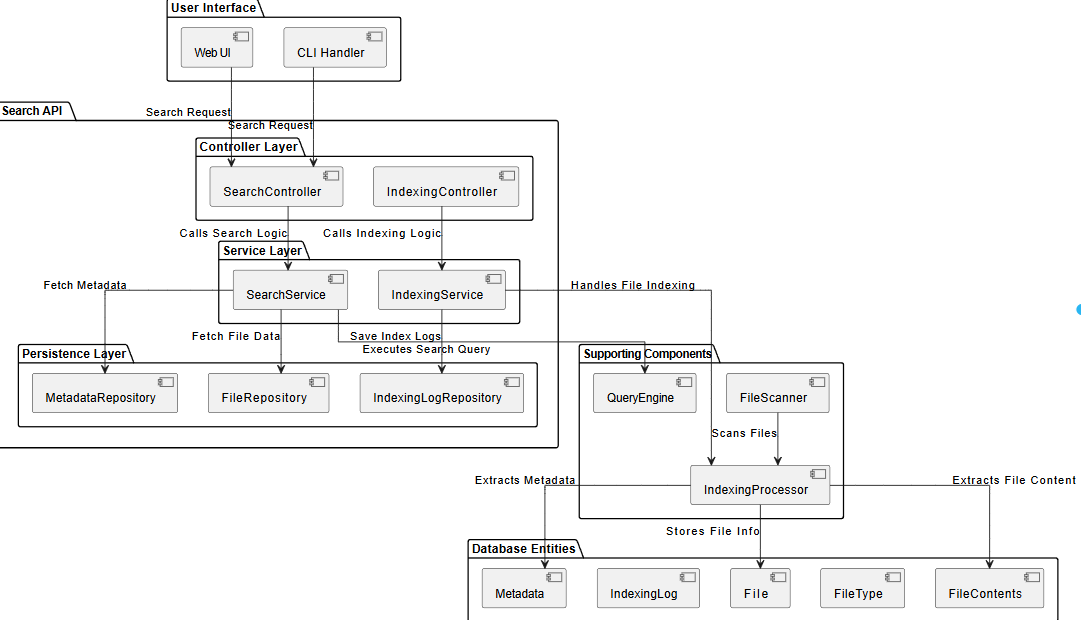 User Interface
Web UI
CLI Handler
Search API
Search Request
Search Request
Controller Layer
SearchController
IndexingController
Calls Search Logic
Calls Indexing Logic
Service Layer
SearchService
IndexingService
Fetch Metadata
Handles File Indexing
Fetch File Data
Save Index Logs
Executes Search Query
Persistence Layer
Supporting Components
MetadataRepository
FileRepository
IndexingLogRepository
QueryEngine
FileScanner
Scans Files
Extracts Metadata
IndexingProcessor
Extracts File Content
Stores File Info
Database Entities
Metadata
IndexingLog
File
FileType
FileContents